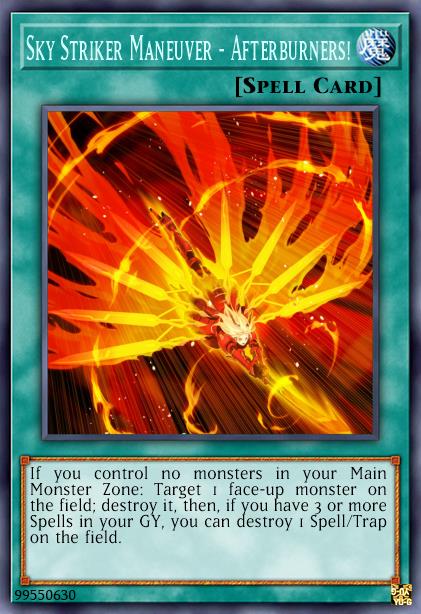 Sky Striker Maneuver - Afterburners! 魔
[Spell Card]
If you control no monsters in your Main
Monster Zone: Target 1 face-up monster on
the field; destroy it, then, if you have 3 or more
Spells in your GY, you can destroy 1 Spell/Trap
on the field.
99550630